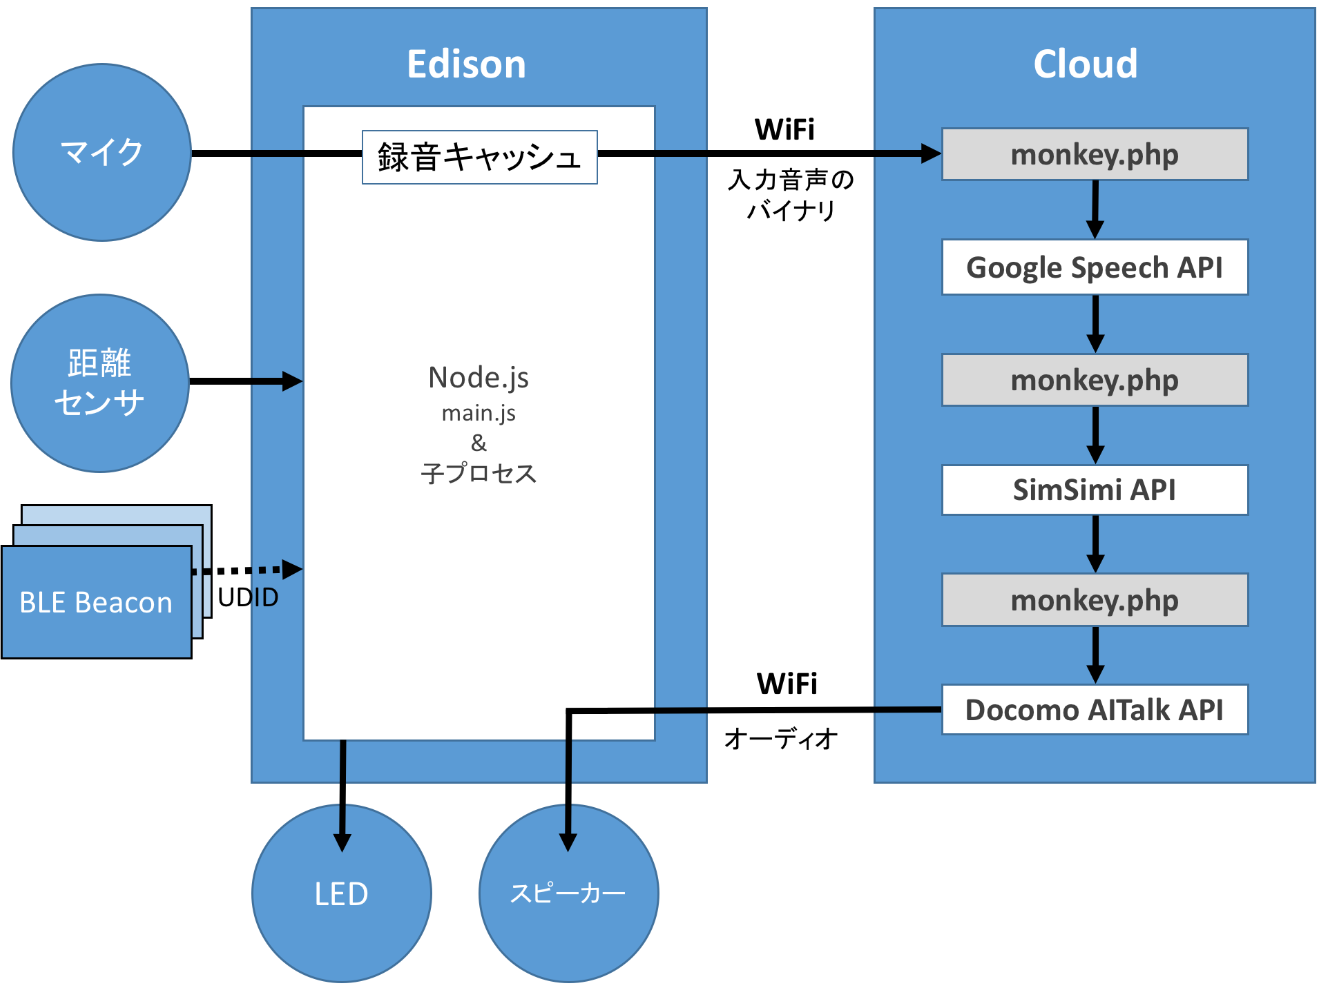 Edison
Cloud
マイク
録音キャッシュ
WiFi
入力音声の
バイナリ
monkey.php
Google Speech API
距離
センサ
Node.js
main.js
&
子プロセス
monkey.php
SimSimi API
BLE Beacon
UDID
monkey.php
WiFi
オーディオ
Docomo AITalk API
LED
スピーカー